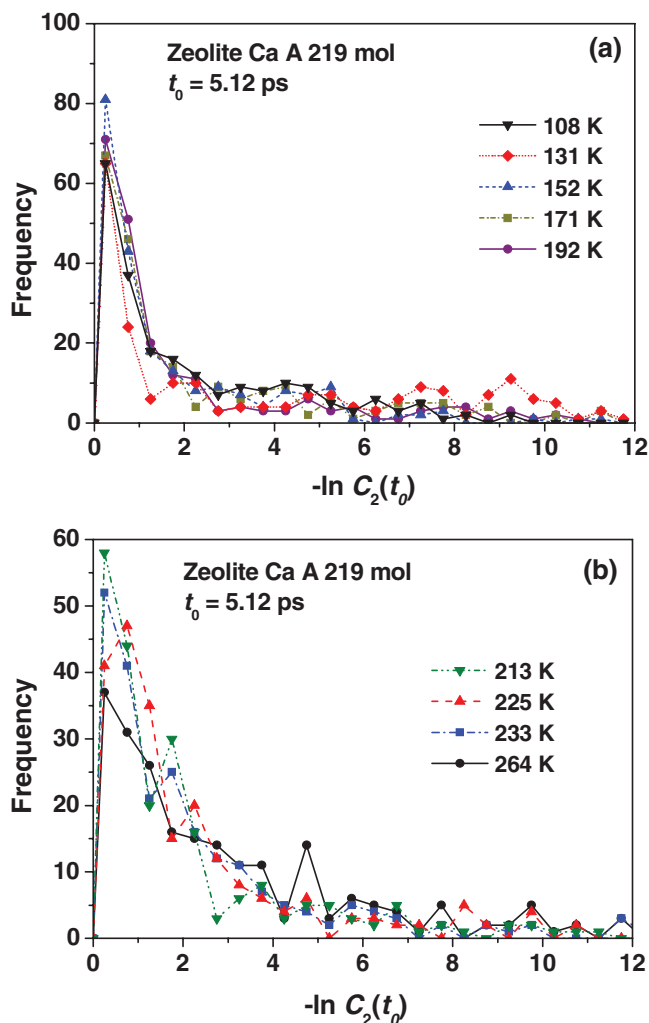 (a)
Zeolite Ca A 219 mol
t0 = 5.12 ps
108 K
131 K
152 K
171 K
192 K
Frequency
100
80
60
40
20
0
0 2 4 6 8 10 12
-ln C2(t0)
(b)
Zeolite Ca A 219 mol
t0 = 5.12 ps
213 K
225 K
233 K
264 K
Frequency
60
50
40
30
20
10
0
0 2 4 6 8 10 12
-ln C2(t0)